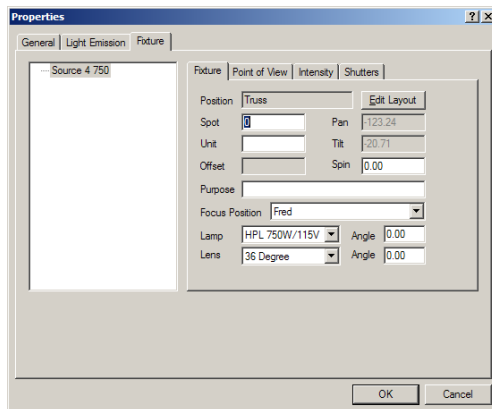 Properties
General Light Emission Fixture
Source 4 750
Fixture Point of View Intensity Shutters
Position Truss Edit Layout
Spot 0 Pan -123.24
Unit Tilt -20.71
Offset Spin 0.00
Purpose
Focus Position Fred
Lamp HPL 750W/115V Angle 0.00
Lens 36 Degree Angle 0.00
OK Cancel